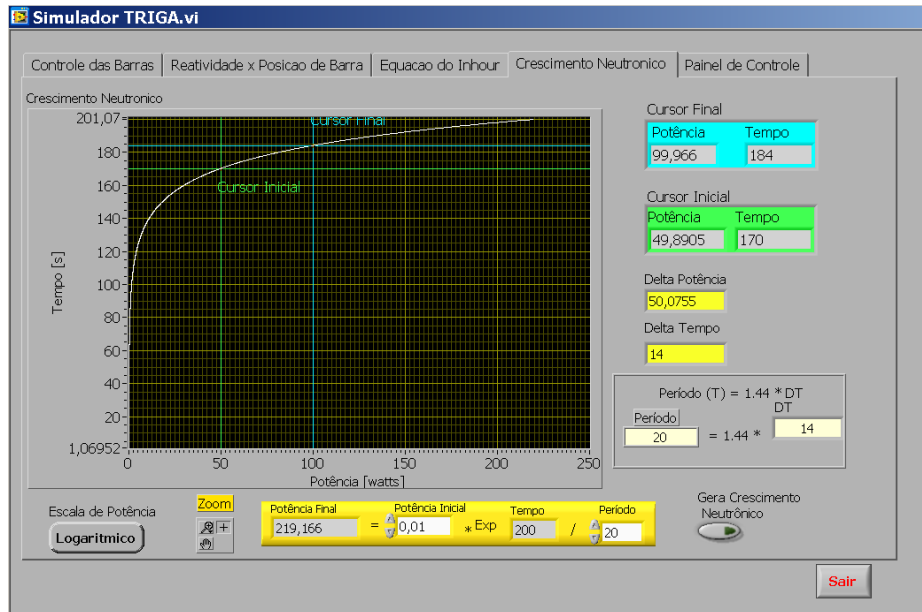 Simulador TRIGA.vi
Controle das Barras
Reatividade x Posicao de Barra
Equacao do Inhour
Crescimento Neutronico
Painel de Controle
Crescimento Neutronico
201,07
180
160
140
120
100
80
60
40
20
1,06952
Tempo [s]
Cursor Final
Cursor Inicial
0 50 100 150 200 250
Potência [watts]
Cursor Final
Potência Tempo
99,966 184
Cursor Inicial
Potência Tempo
49,8905 170
Delta Potência
50,0755
Delta Tempo
14
Período (T) = 1.44 * DT
Período DT
20 = 1.44 * 14
Escala de Potência
Logaritmico
Zoom
Potência Final Potência Inicial Tempo Período
219,166 = 0,01 * Exp 200 / 20
Gera Crescimento
Neutrônico
Sair